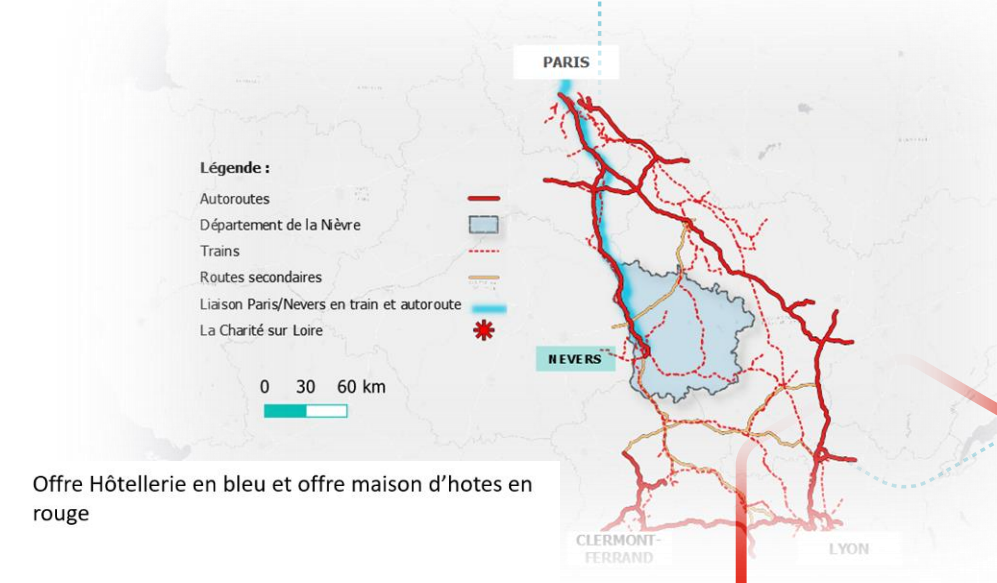 PARIS
Légende :
Autoroutes
Département de la Nièvre
Trains
Routes secondaires
Liaison Paris/Nevers en train et autoroute
La Charité sur Loire
NEVERS
0 30 60 km
Offre Hôtellerie en bleu et offre maison d’hotes en
rouge
CLERMONT-
FERRAND
LYON